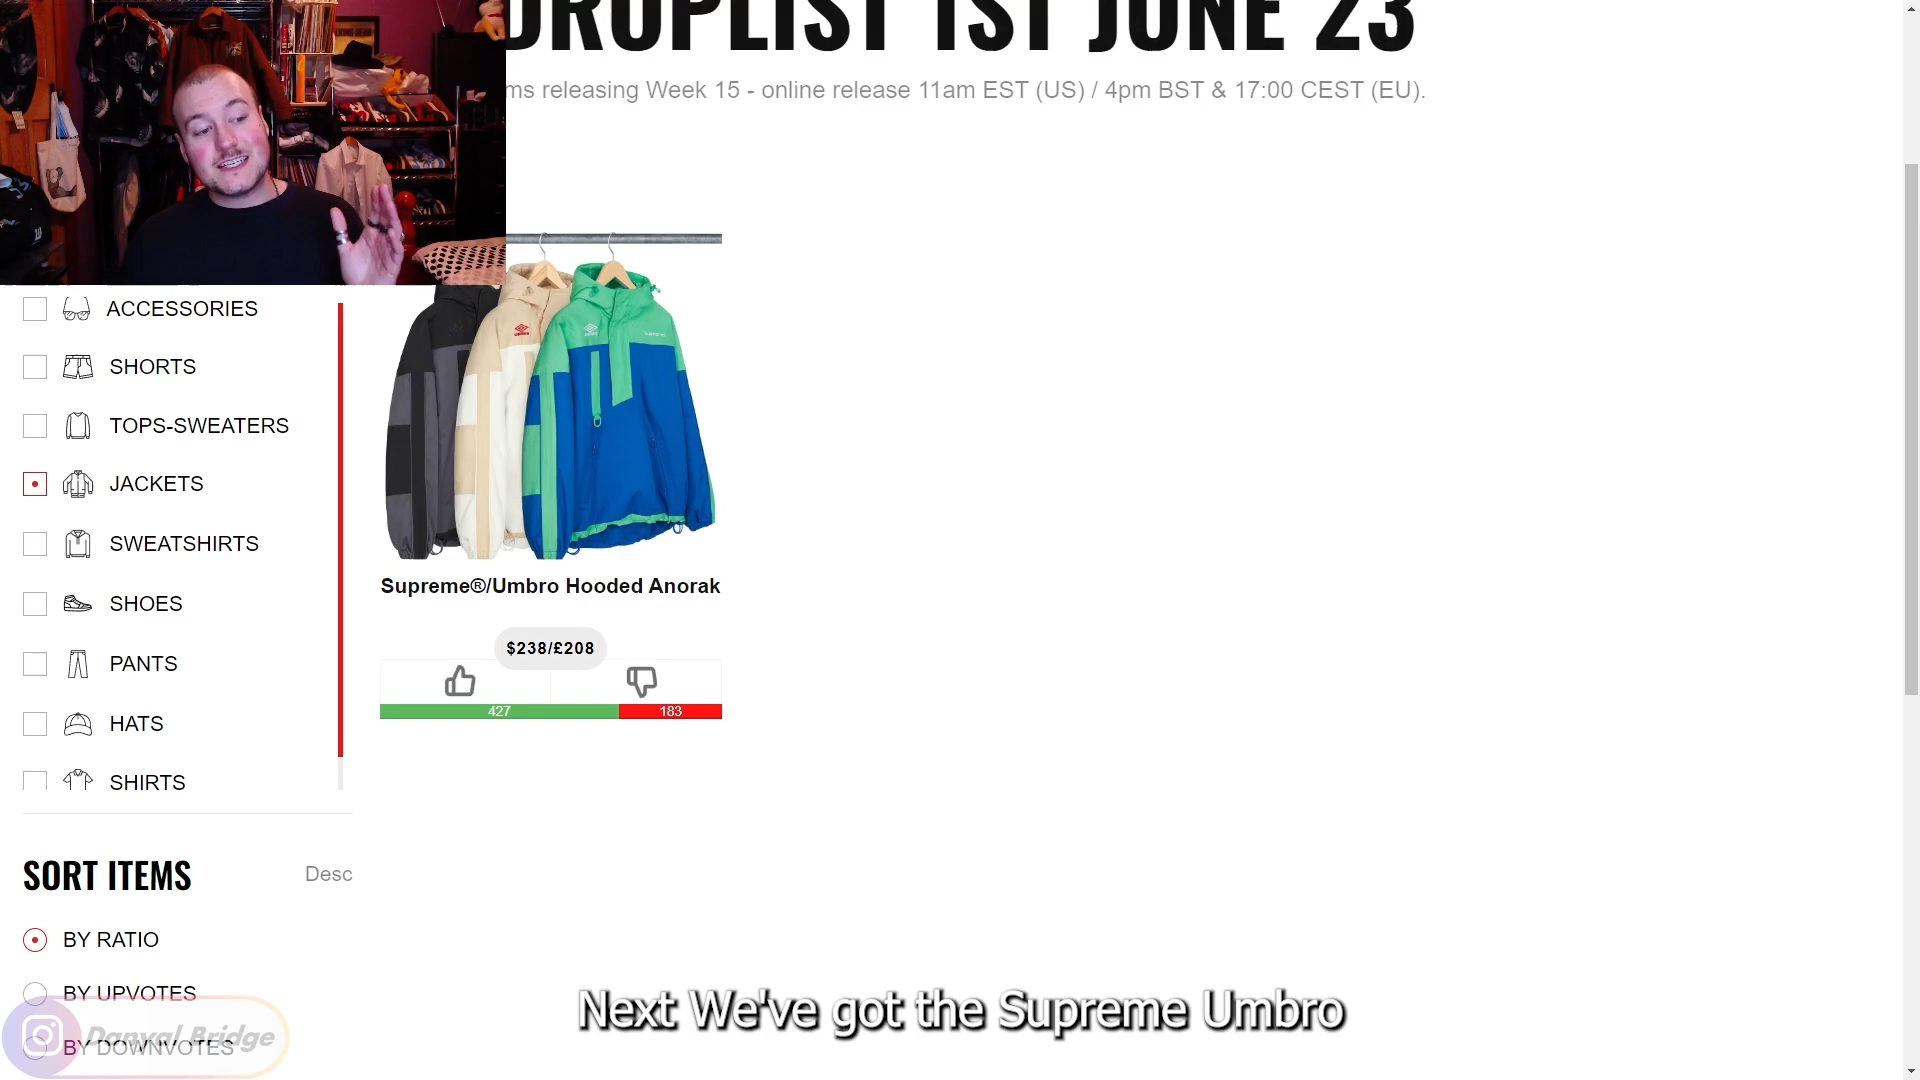 DROPLIST 1ST JUNE 23
ms releasing Week 15 - online release 11am EST (US) / 4pm BST & 17:00 CEST (EU).
ACCESSORIES
SHORTS
TOPS-SWEATERS
JACKETS
SWEATSHIRTS
SHOES
PANTS
HATS
SHIRTS
SORT ITEMS Desc
BY RATIO
BY UPVOTES
BY DOWNVOTES
Danyal Bridge
Supreme®/Umbro Hooded Anorak
$238/£208
427 183
Next We've got the Supreme Umbro